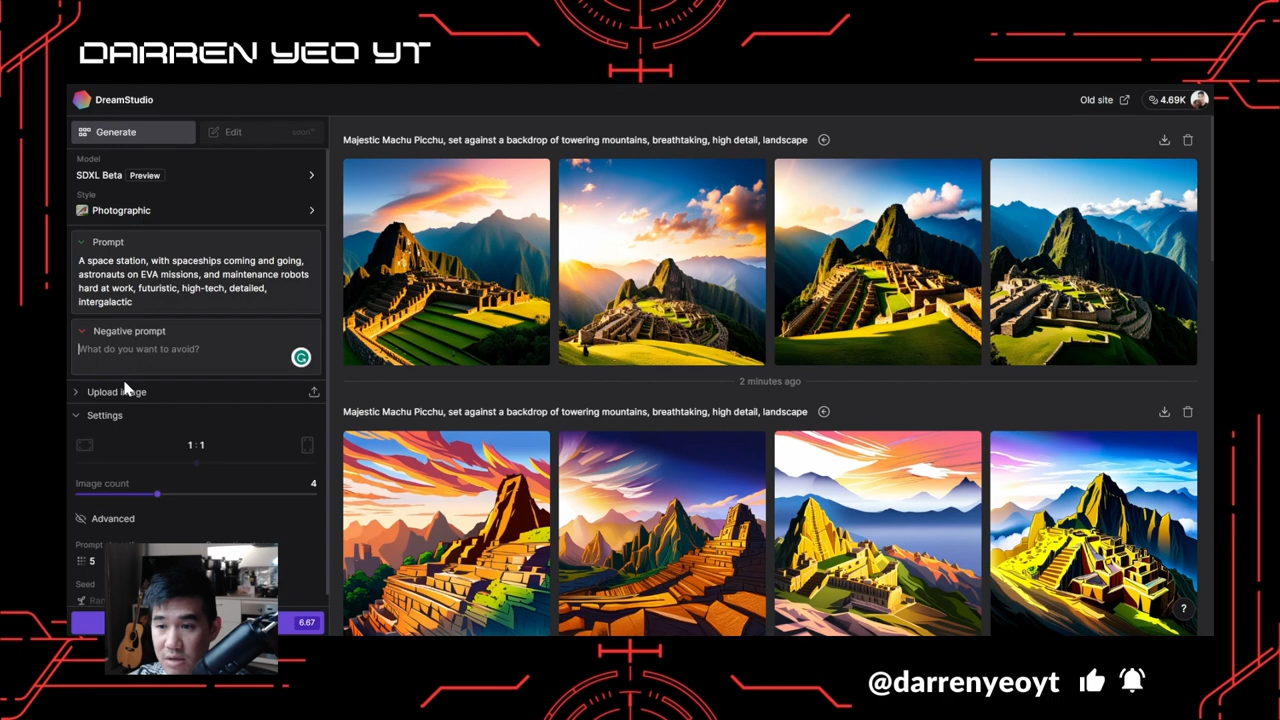 DARREN YEO YT
DreamStudio
Old site
4.69K
Generate
Edit
soon
Model
SDXL Beta Preview
Style
Photographic
Prompt
A space station, with spaceships coming and going,
astronauts on EVA missions, and maintenance robots
hard at work, futuristic, high-tech, detailed,
intergalactic
Negative prompt
What do you want to avoid?
Upload image
Settings
1 : 1
Image count 4
Advanced
5
Seed
6.67
Majestic Machu Picchu, set against a backdrop of towering mountains, breathtaking, high detail, landscape
2 minutes ago
Majestic Machu Picchu, set against a backdrop of towering mountains, breathtaking, high detail, landscape
?
@darrenyeoyt